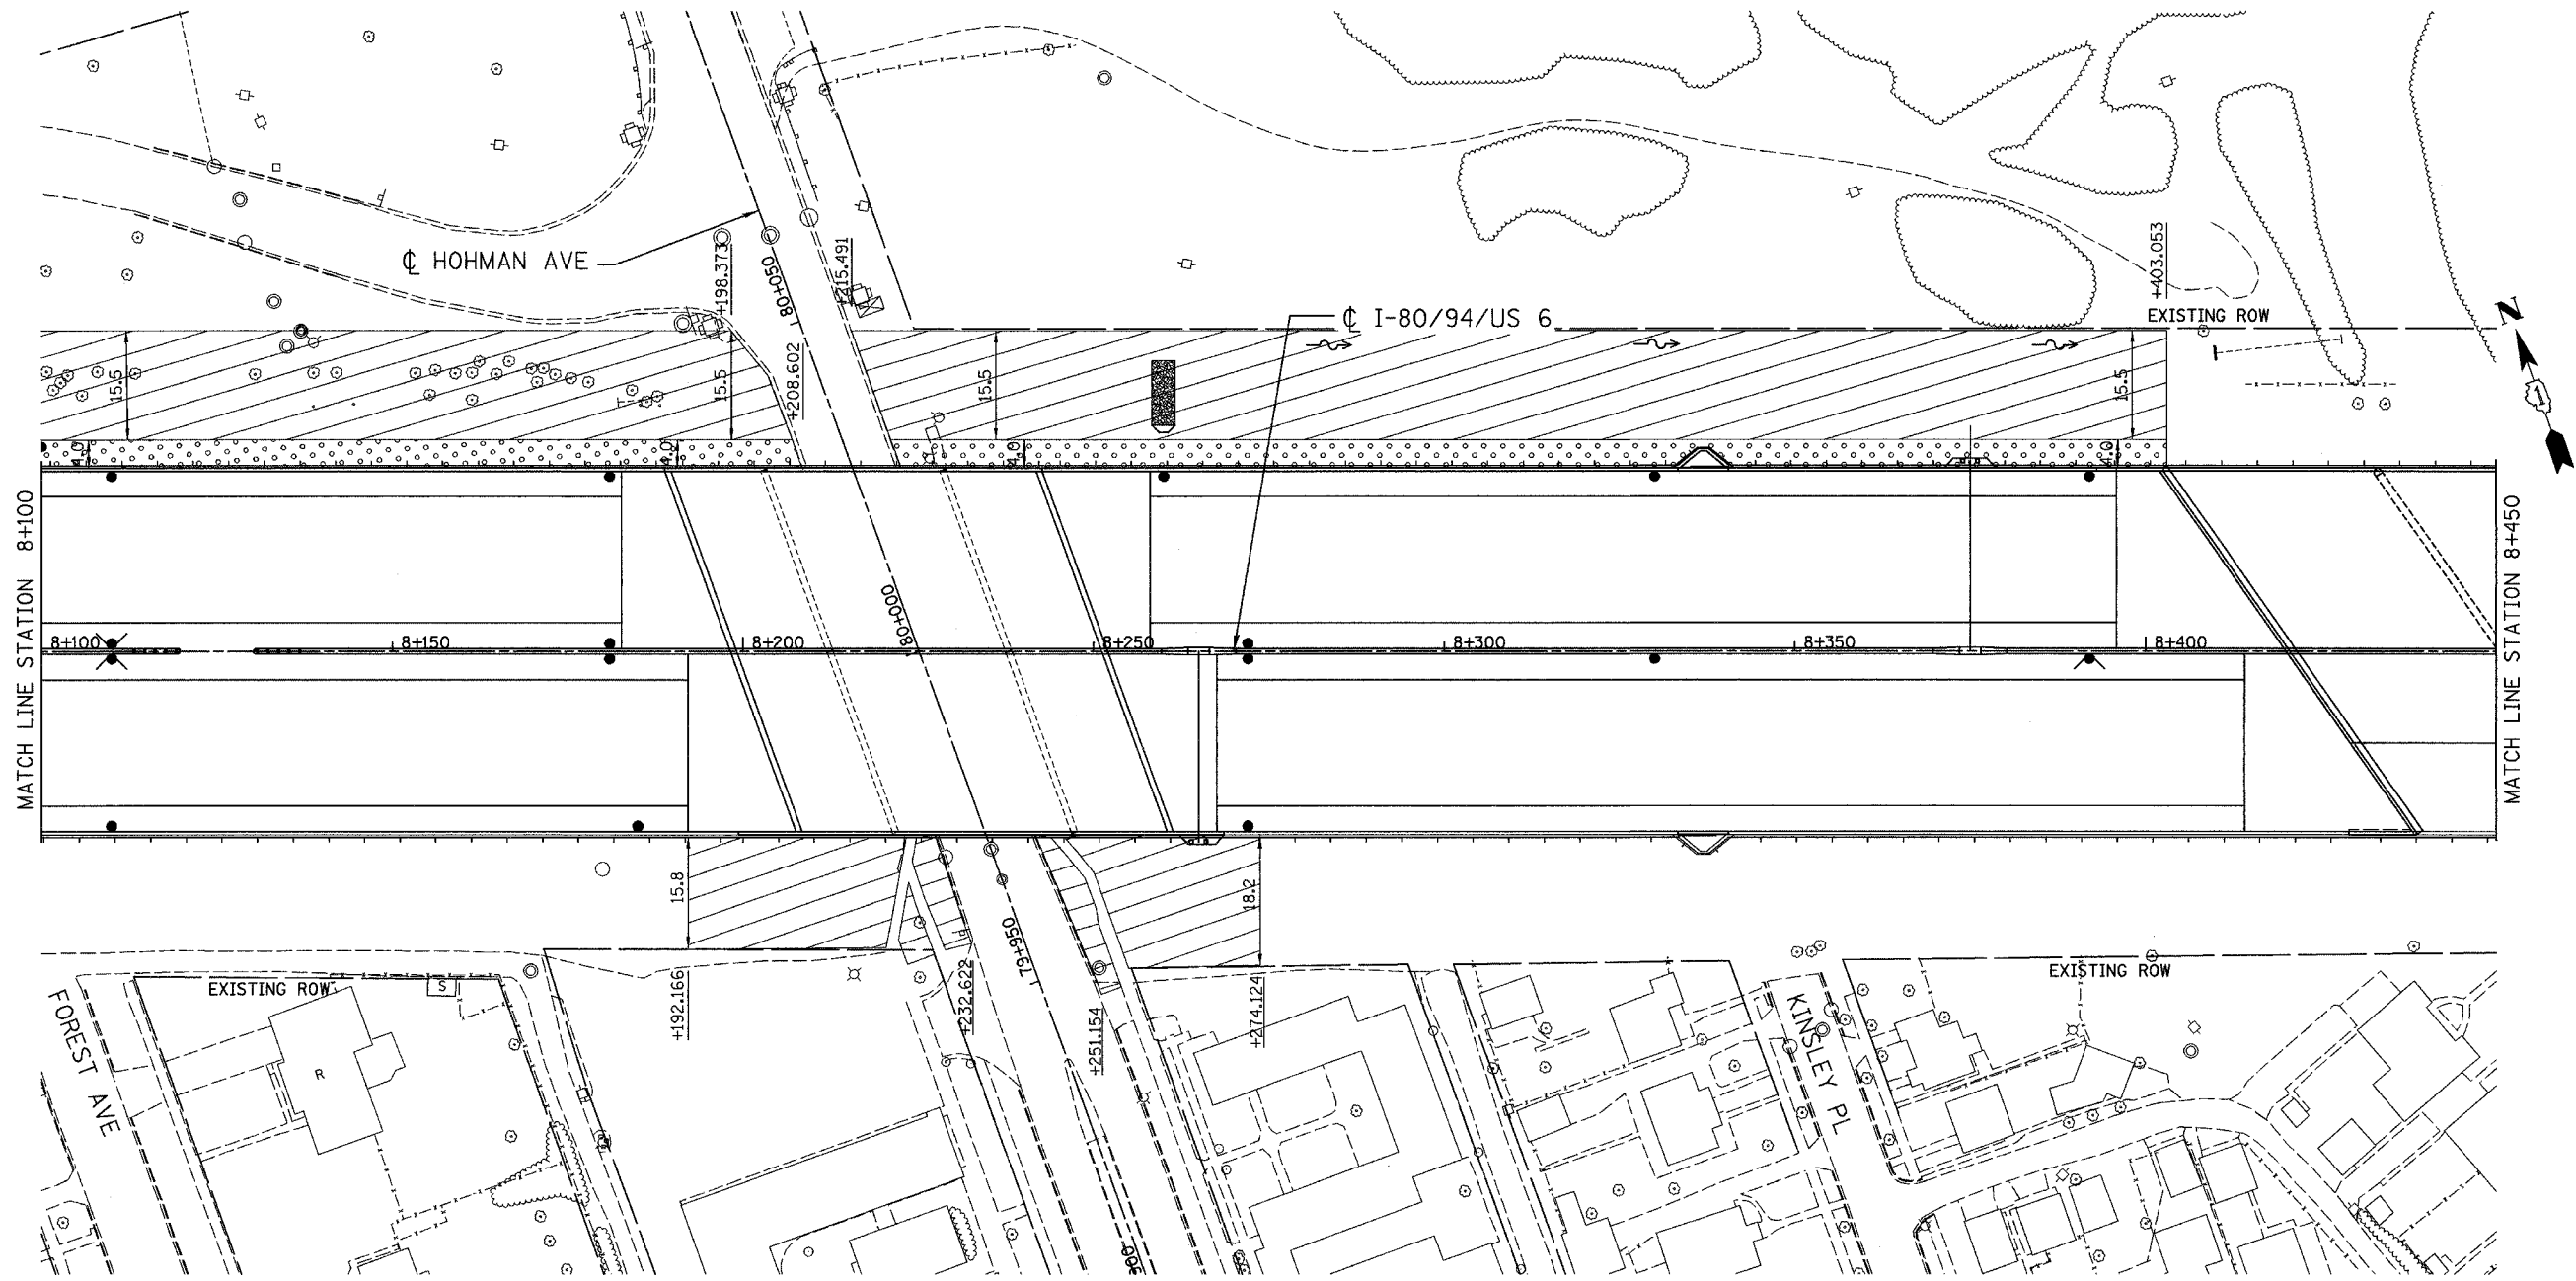 ℄ HOHMAN AVE
+198.373
80+050
+215.491
+208.602
℄ I-80/94/US 6
+403.053
EXISTING ROW
N
1
15.5
15.5
15.5
15.5
4.0
4.0
4.0
4.0
MATCH LINE STATION 8+100
MATCH LINE STATION 8+450
80+000
8+100
8+150
8+200
8+250
8+300
8+350
8+400
15.8
18.2
79+950
+192.166
+232.622
+251.154
+274.124
EXISTING ROW
S
R
EXISTING ROW
FOREST AVE
KINSLEY PL